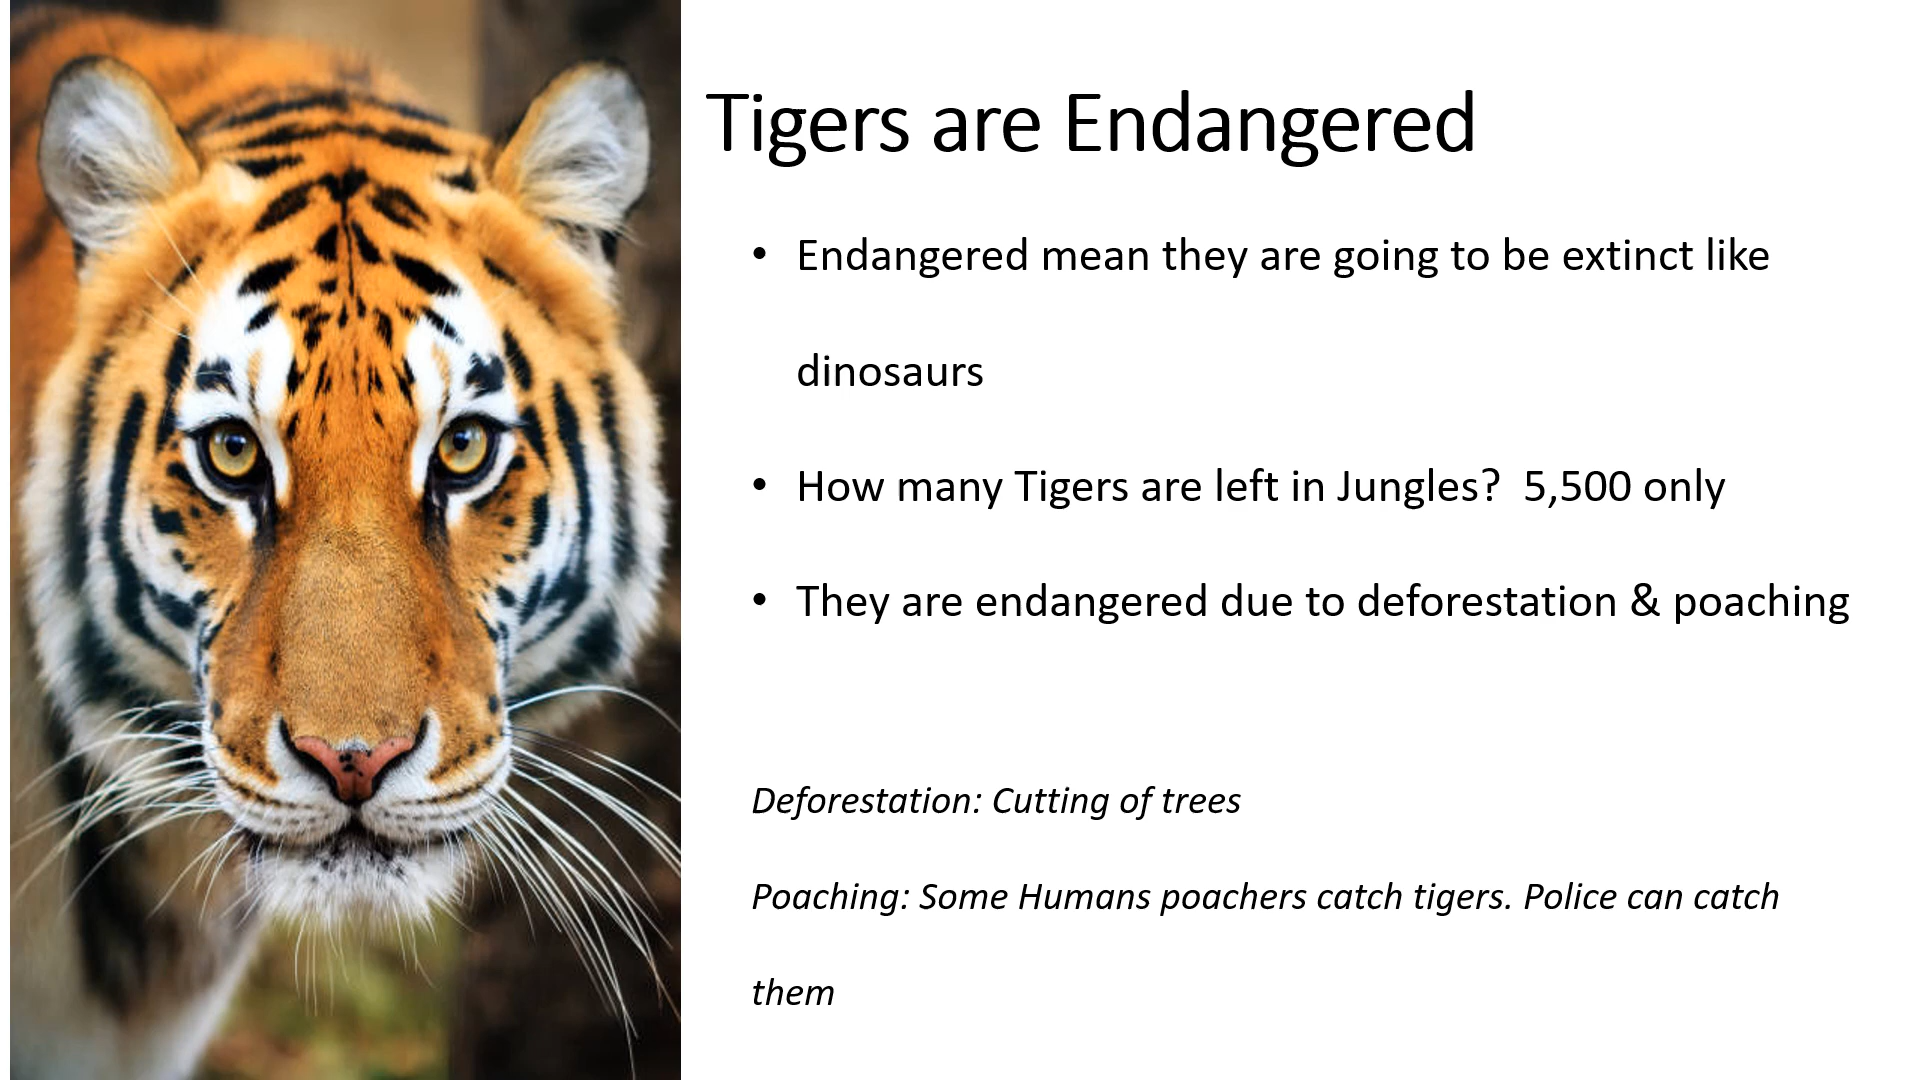 Tigers are Endangered
• Endangered mean they are going to be extinct like
dinosaurs
• How many Tigers are left in Jungles?  5,500 only
• They are endangered due to deforestation & poaching
Deforestation: Cutting of trees
Poaching: Some Humans poachers catch tigers. Police can catch
them